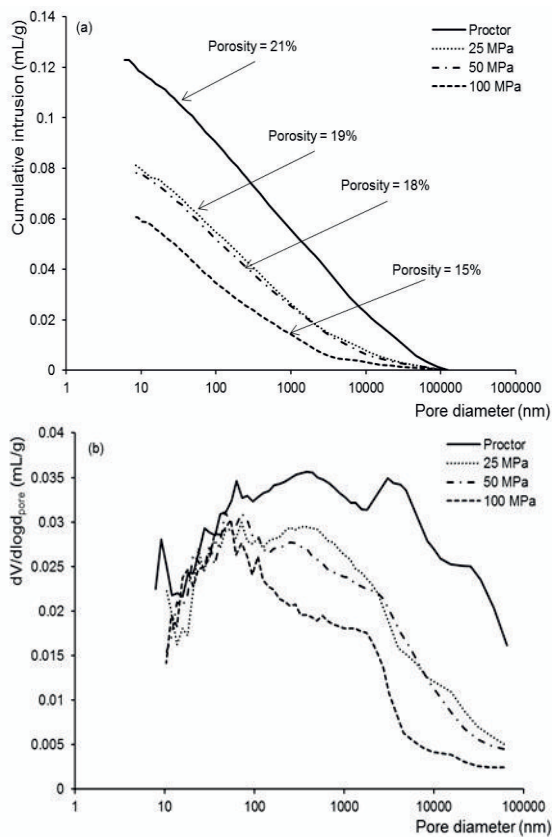 (a)
Proctor
25 MPa
50 MPa
100 MPa
Porosity = 21%
Porosity = 19%
Porosity = 18%
Porosity = 15%
Cumulative intrusion (mL/g)
0.14
0.12
0.1
0.08
0.06
0.04
0.02
0
1 10 100 1000 10000 100000 1000000
Pore diameter (nm)
(b)
Proctor
25 MPa
50 MPa
100 MPa
dV/dlogdpore (mL/g)
0.04
0.035
0.03
0.025
0.02
0.015
0.01
0.005
0
1 10 100 1000 10000 100000
Pore diameter (nm)